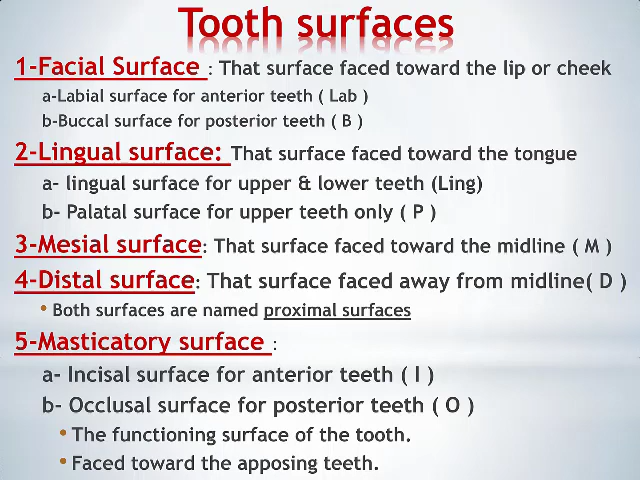 Tooth surfaces
1-Facial Surface : That surface faced toward the lip or cheek
a-Labial surface for anterior teeth ( Lab )
b-Buccal surface for posterior teeth ( B )
2-Lingual surface: That surface faced toward the tongue
a- lingual surface for upper & lower teeth (Ling)
b- Palatal surface for upper teeth only ( P )
3-Mesial surface: That surface faced toward the midline ( M )
4-Distal surface: That surface faced away from midline( D )
• Both surfaces are named proximal surfaces
5-Masticatory surface :
a- Incisal surface for anterior teeth ( I )
b- Occlusal surface for posterior teeth ( O )
• The functioning surface of the tooth.
• Faced toward the apposing teeth.